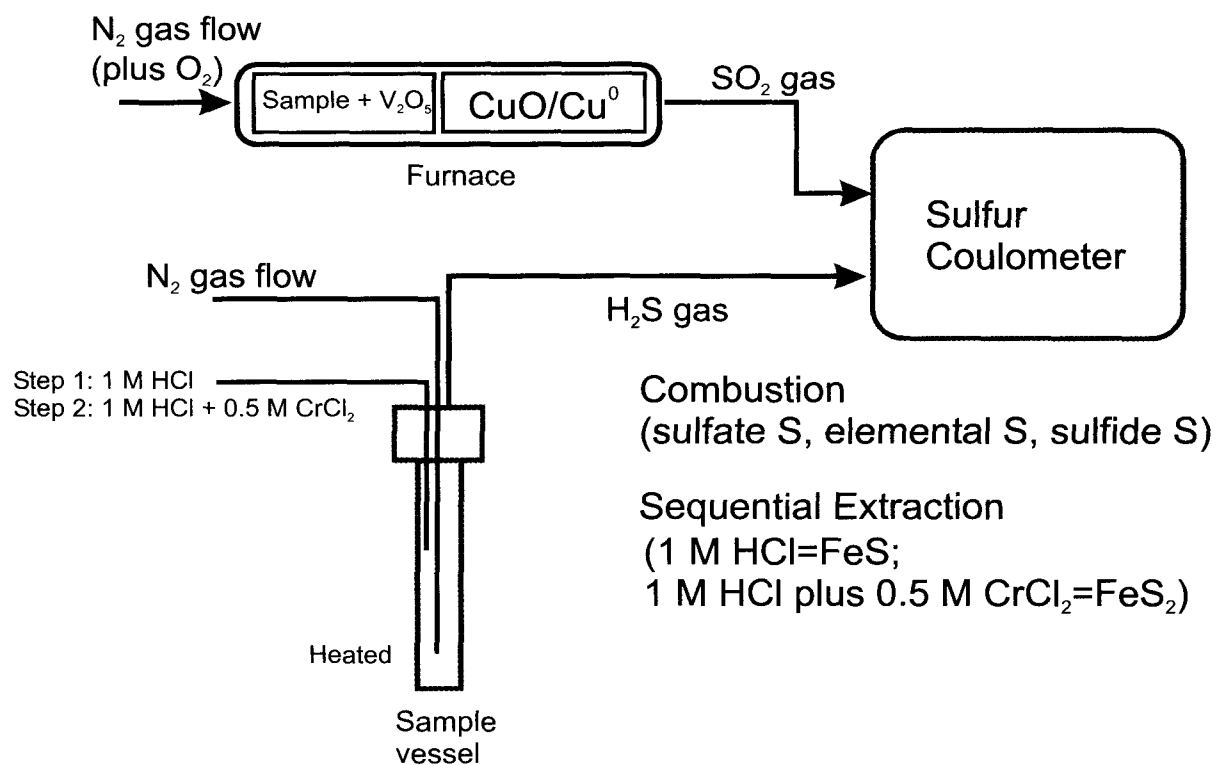 N₂ gas flow
(plus O₂)
Sample + V₂O₅
CuO/Cu⁰
SO₂ gas
Furnace
Sulfur
Coulometer
N₂ gas flow
H₂S gas
Step 1: 1 M HCl
Step 2: 1 M HCl + 0.5 M CrCl₂
Combustion
(sulfate S, elemental S, sulfide S)
Sequential Extraction
(1 M HCl=FeS;
1 M HCl plus 0.5 M CrCl₂=FeS₂)
Heated
Sample
vessel